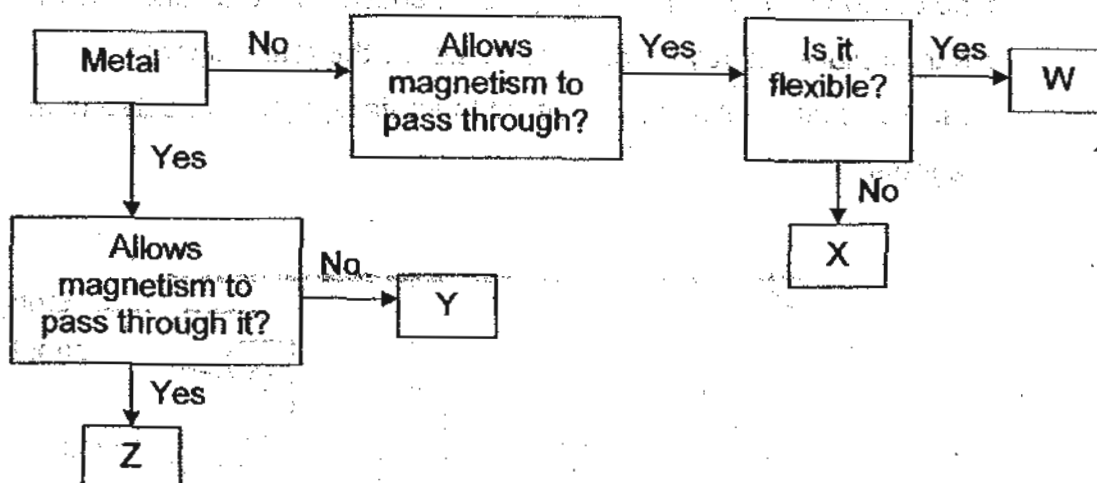 Metal
No
Allows
magnetism to
pass through?
Yes
Is it
flexible?
Yes
W
No
X
Yes
Allows
magnetism to
pass through it?
No
Y
Yes
Z